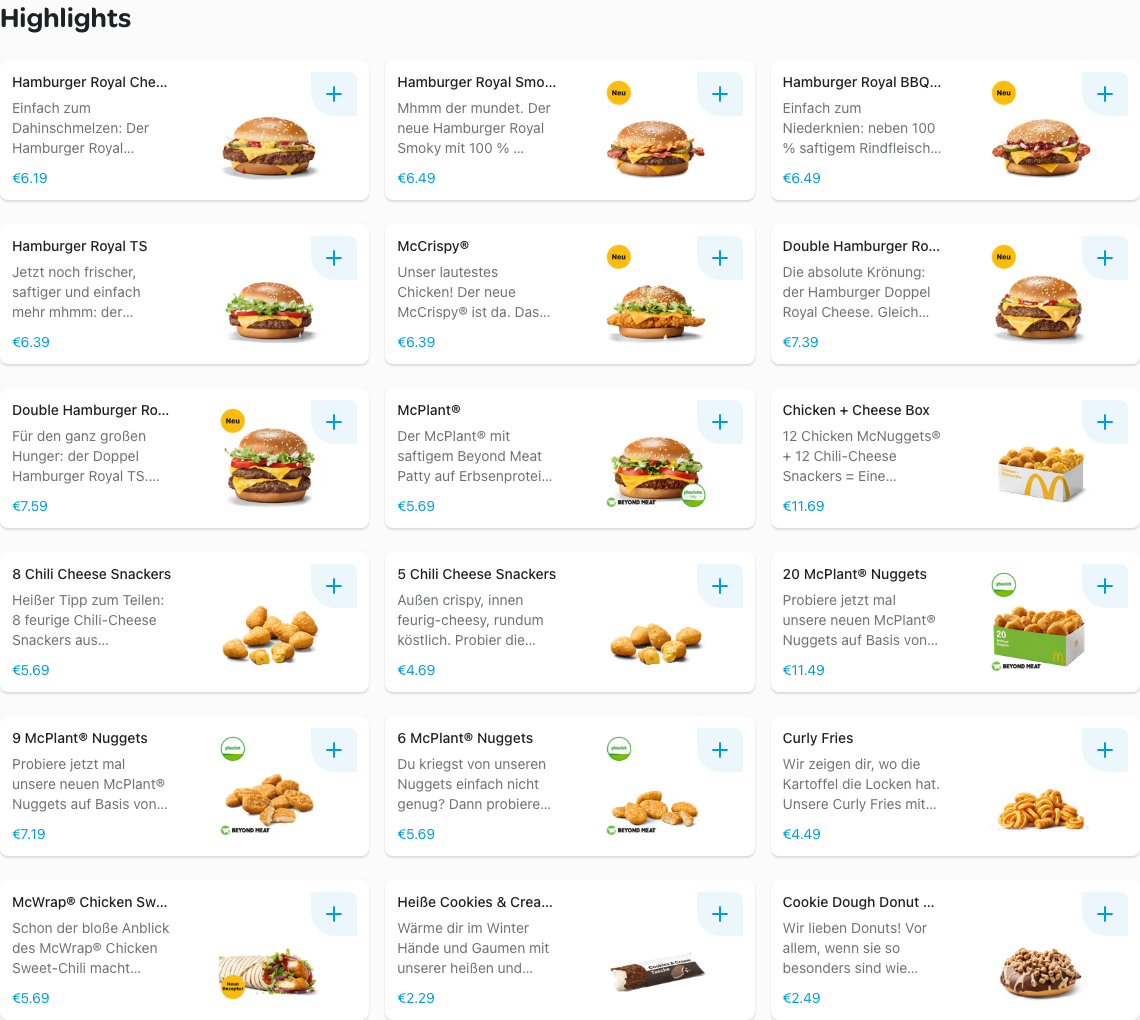 Highlights
Hamburger Royal Che...
Einfach zum
Dahinschmelzen: Der
Hamburger Royal...
€6.19
Hamburger Royal Smo...
Mhmm der mundet. Der
neue Hamburger Royal
Smoky mit 100 % ...
€6.49
Neu
Hamburger Royal BBQ...
Einfach zum
Niederknien: neben 100
% saftigem Rindfleisch...
€6.49
Neu
Hamburger Royal TS
Jetzt noch frischer,
saftiger und einfach
mehr mhmm: der...
€6.39
McCrispy®
Unser lautestes
Chicken! Der neue
McCrispy® ist da. Das...
€6.39
Neu
Double Hamburger Ro...
Die absolute Krönung:
der Hamburger Doppel
Royal Cheese. Gleich...
€7.39
Neu
Double Hamburger Ro...
Für den ganz großen
Hunger: der Doppel
Hamburger Royal TS....
€7.59
Neu
McPlant®
Der McPlant® mit
saftigem Beyond Meat
Patty auf Erbsenprotei...
€5.69
BEYOND MEAT
Chicken + Cheese Box
12 Chicken McNuggets®
+ 12 Chili-Cheese
Snackers = Eine...
€11.69
8 Chili Cheese Snackers
Heißer Tipp zum Teilen:
8 feurige Chili-Cheese
Snackers aus...
€5.69
5 Chili Cheese Snackers
Außen crispy, innen
feurig-cheesy, rundum
köstlich. Probier die...
€4.69
20 McPlant® Nuggets
Probiere jetzt mal
unsere neuen McPlant®
Nuggets auf Basis von...
€11.49
20
BEYOND MEAT
9 McPlant® Nuggets
Probiere jetzt mal
unsere neuen McPlant®
Nuggets auf Basis von...
€7.19
BEYOND MEAT
6 McPlant® Nuggets
Du kriegst von unseren
Nuggets einfach nicht
genug? Dann probiere...
€5.69
BEYOND MEAT
Curly Fries
Wir zeigen dir, wo die
Kartoffel die Locken hat.
Unsere Curly Fries mit...
€4.49
McWrap® Chicken Sw...
Schon der bloße Anblick
des McWrap® Chicken
Sweet-Chili macht...
€5.69
Neue
Rezeptur
Heiße Cookies & Crea...
Wärme dir im Winter
Hände und Gaumen mit
unserer heißen und...
€2.29
Cookies & Cream
Tasche
Cookie Dough Donut ...
Wir lieben Donuts! Vor
allem, wenn sie so
besonders sind wie...
€2.49